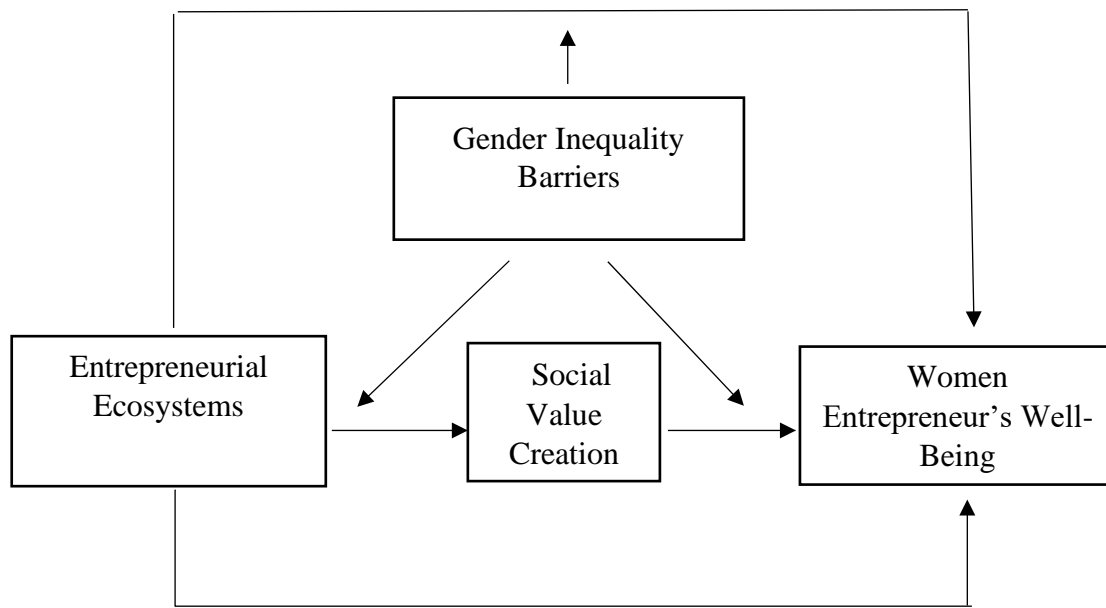 Gender Inequality
Barriers
Entrepreneurial
Ecosystems
Social
Value
Creation
Women
Entrepreneur’s Well-
Being